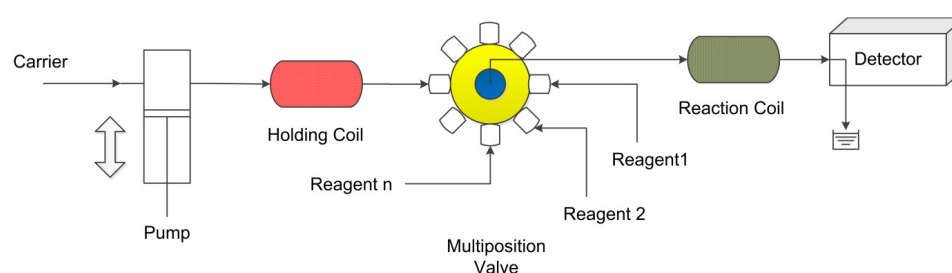 Carrier
Detector
Holding Coil
Reaction Coil
Reagent1
Reagent n
Reagent 2
Pump
Multiposition
Valve